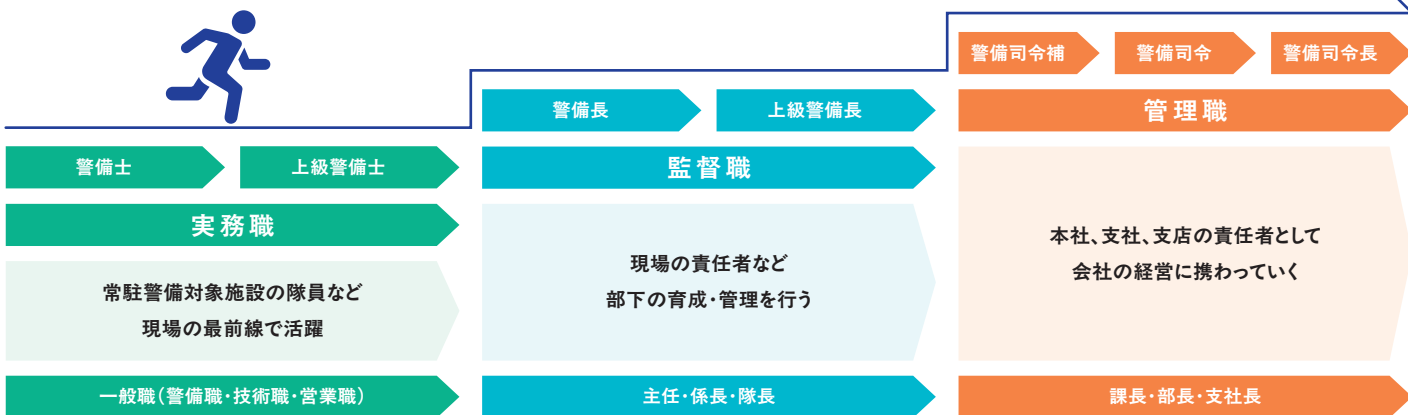 警備士
上級警備士
実務職
常駐警備対象施設の隊員など
現場の最前線で活躍
一般職(警備職・技術職・営業職)
警備長
上級警備長
監督職
現場の責任者など
部下の育成・管理を行う
主任・係長・隊長
警備司令補
警備司令
警備司令長
管理職
本社、支社、支店の責任者として
会社の経営に携わっていく
課長・部長・支社長